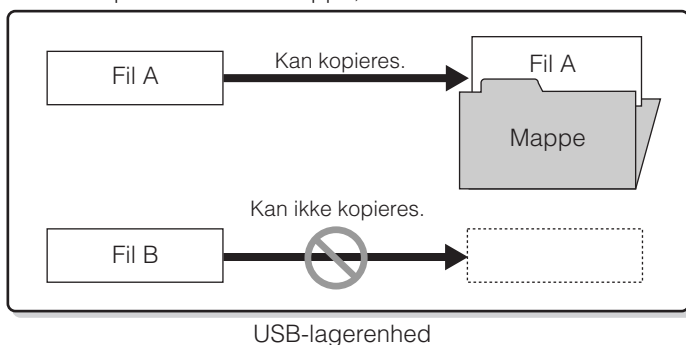 Kan kopieres.
Fil A
Fil A
Mappe
Kan ikke kopieres.
Fil B
USB-lagerenhed